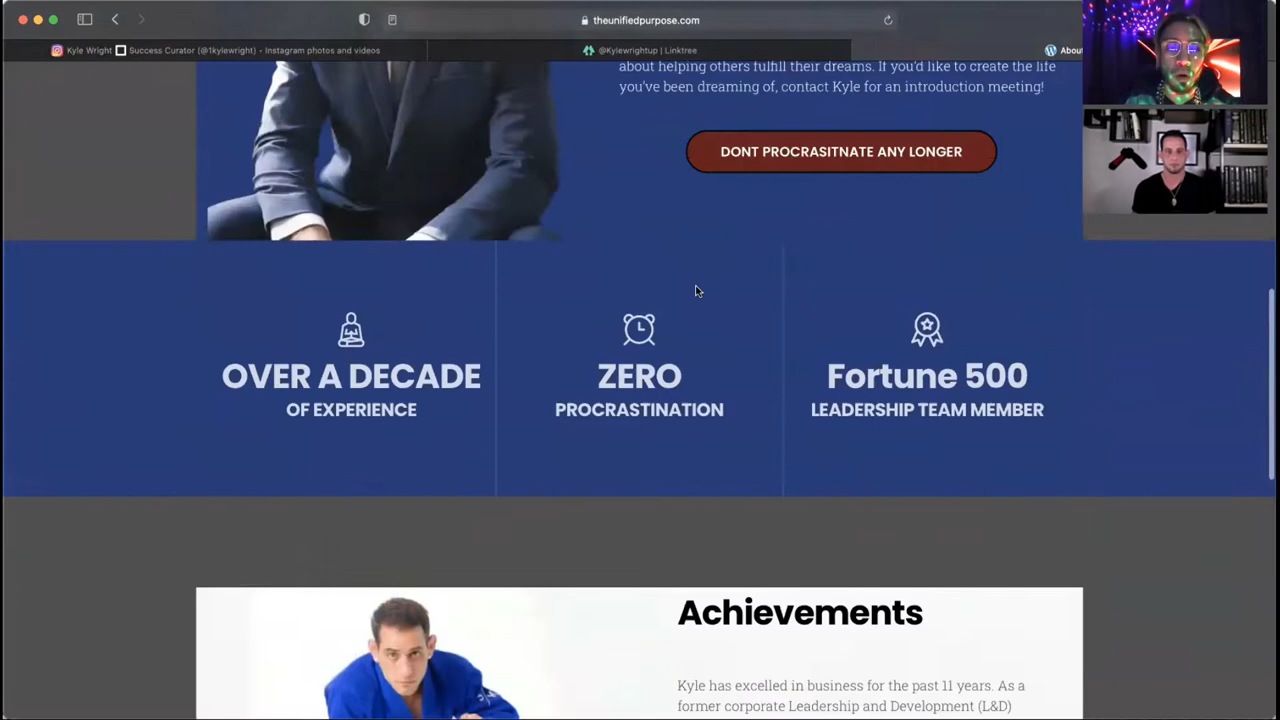 theunifiedpurpose.com
Kyle Wright Success Curator (@1kylewright) • Instagram photos and videos
@Kylewrightup | Linktree
About
about helping others fulfill their dreams. If you'd like to create the life
you've been dreaming of, contact Kyle for an introduction meeting!
DONT PROCRASITNATE ANY LONGER
OVER A DECADE
OF EXPERIENCE
ZERO
PROCRASTINATION
Fortune 500
LEADERSHIP TEAM MEMBER
Achievements
Kyle has excelled in business for the past 11 years. As a
former corporate Leadership and Development (L&D)